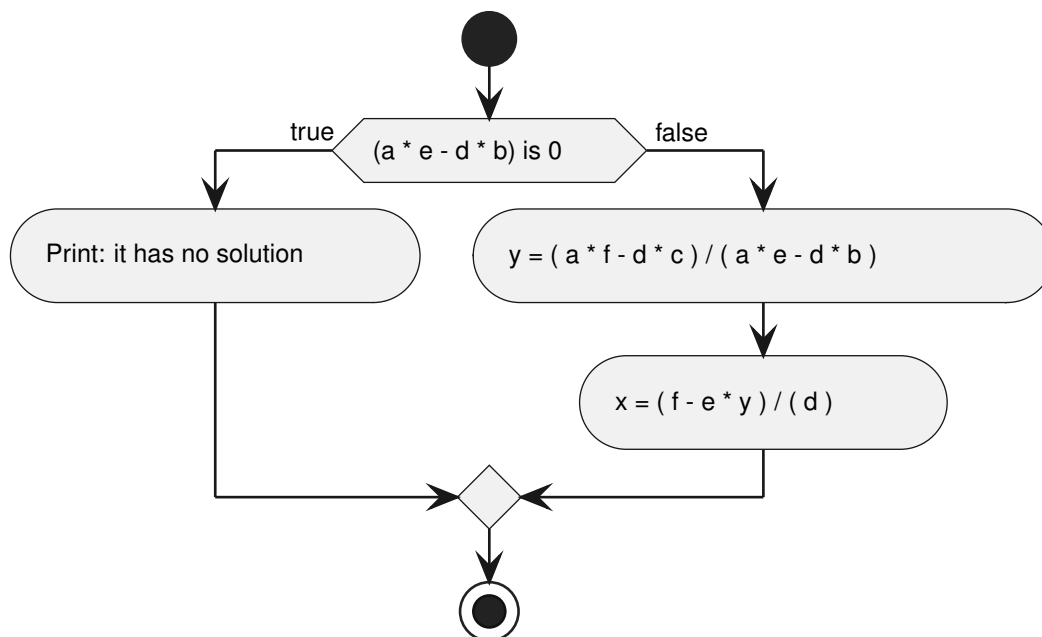 true
(a * e - d * b) is 0
false
Print: it has no solution
y = ( a * f - d * c ) / ( a * e - d * b )
x = ( f - e * y ) / ( d )